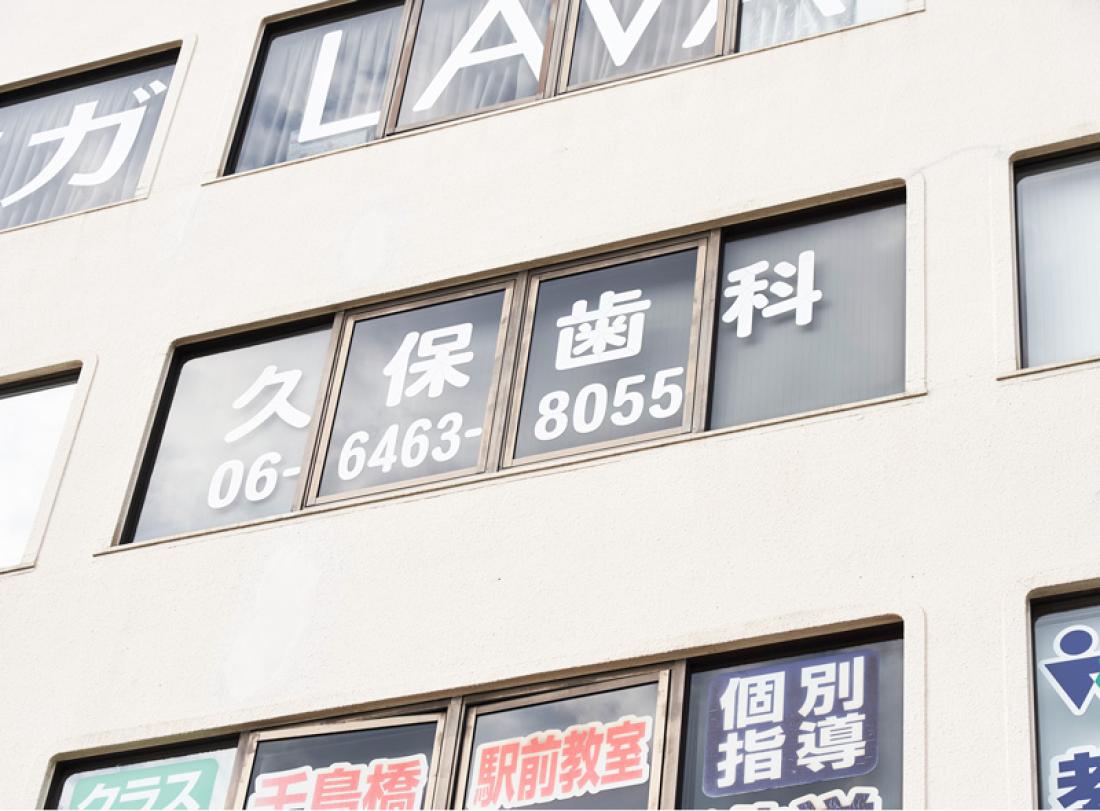 ガ LAVA
久保歯科
06-6463-8055
クラス
千鳥橋
駅前教室
個別
指導